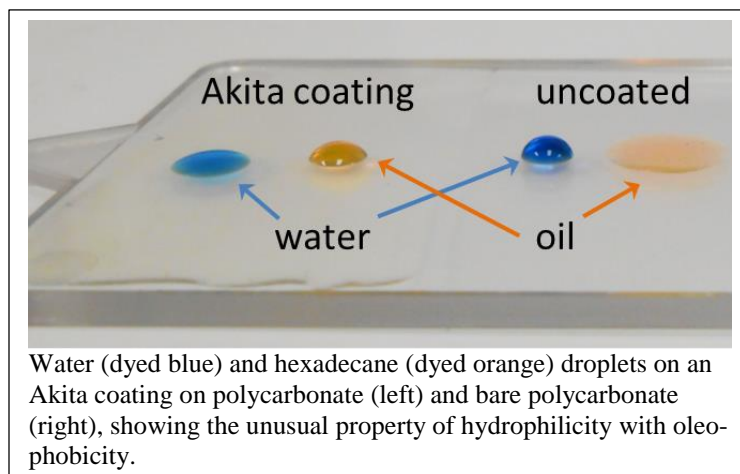 Akita coating uncoated
water oil
Water (dyed blue) and hexadecane (dyed orange) droplets on an
Akita coating on polycarbonate (left) and bare polycarbonate
(right), showing the unusual property of hydrophilicity with oleo-
phobicity.